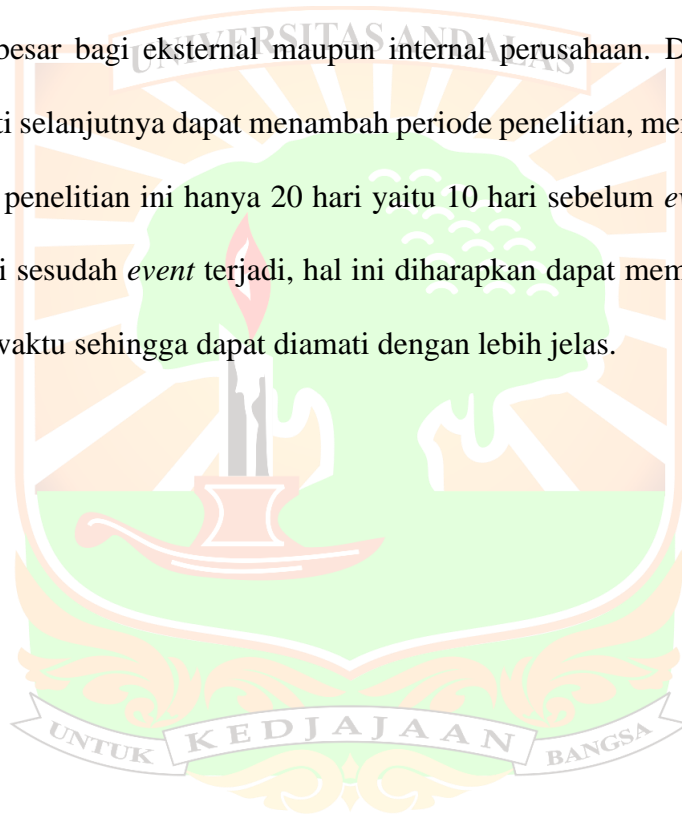 besar bagi eksternal maupun internal perusahaan. D
UNIVERSITAS ANDALAS
ti selanjutnya dapat menambah periode penelitian, me
penelitian ini hanya 20 hari yaitu 10 hari sebelum e
i sesudah event terjadi, hal ini diharapkan dapat mem
waktu sehingga dapat diamati dengan lebih jelas.
UNTUK KEDJAJAAN BANGSA